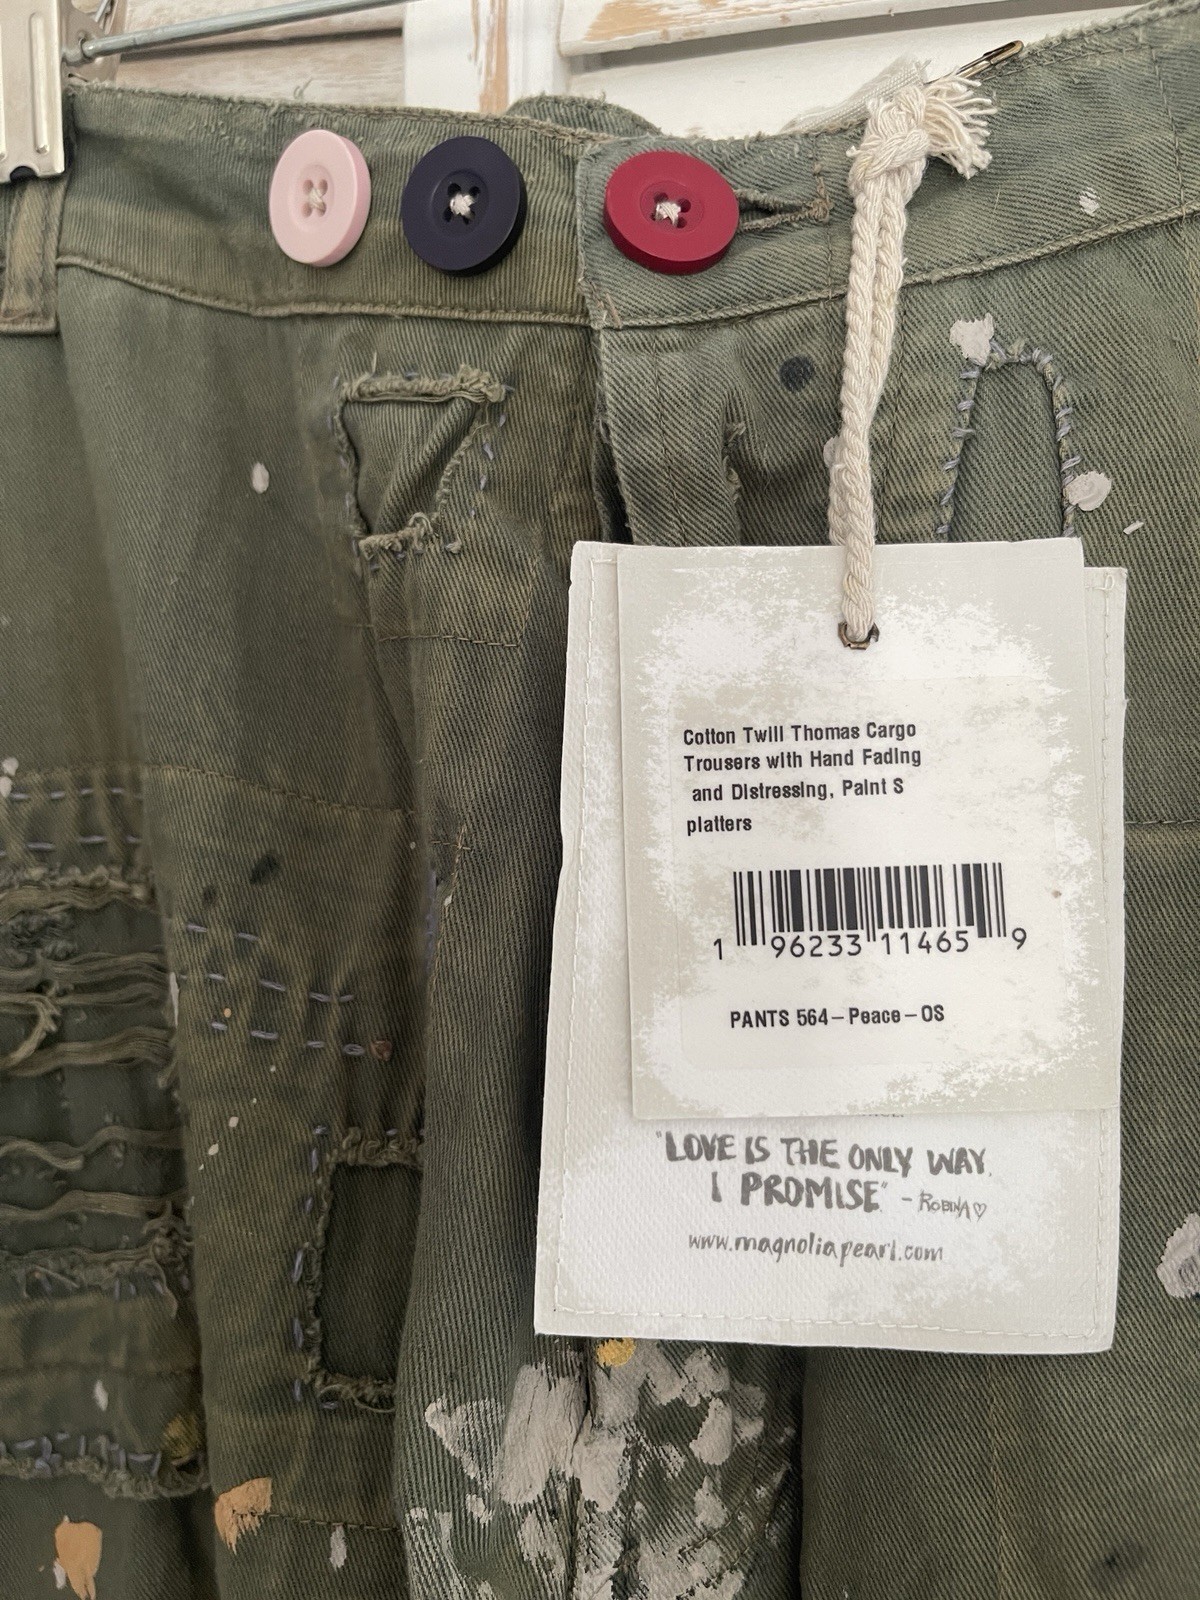 Cotton Twill Thomas Cargo
Trousers with Hand Fading
and Distressing, Paint S
platters
1 96233 11465 9
PANTS 564-Peace-OS
"LOVE IS THE ONLY WAY.
I PROMISE" - ROBINA♡
www.magnoliapearl.com